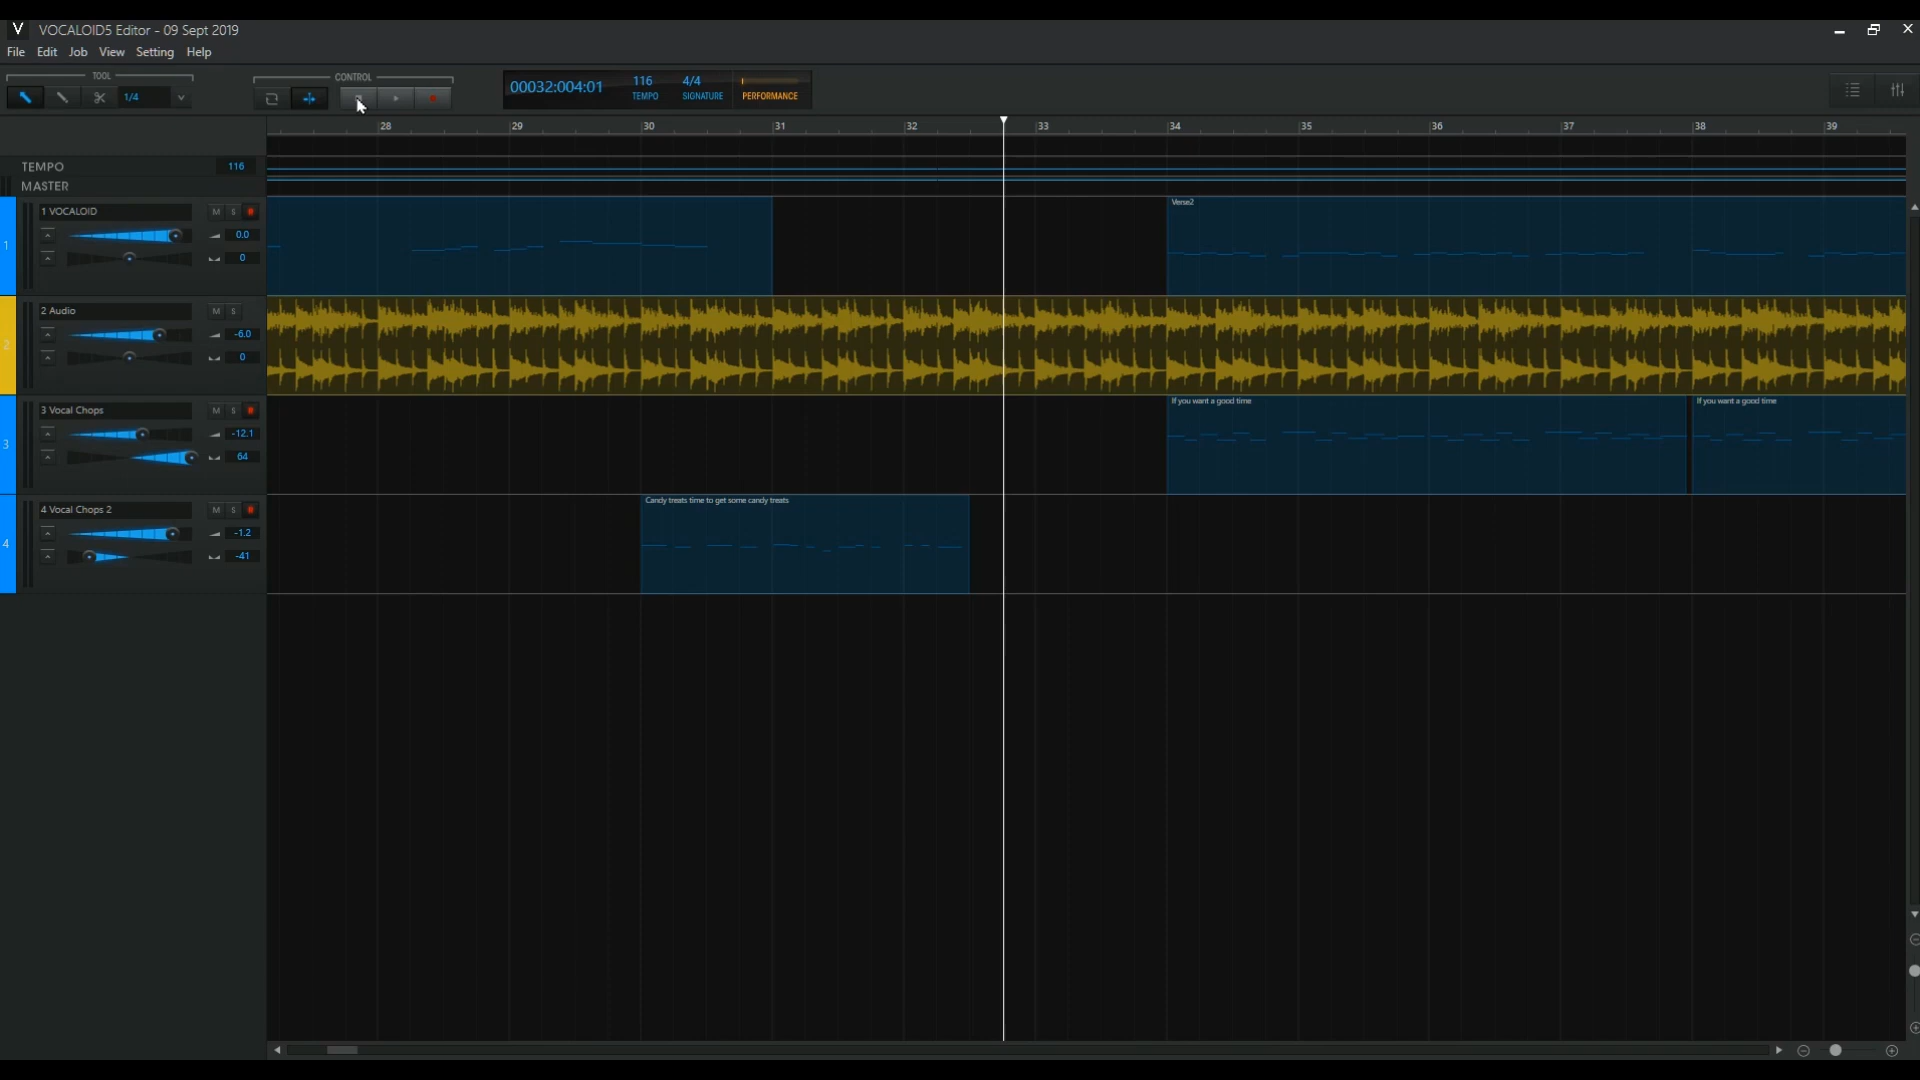 V VOCALOID5 Editor - 09 Sept 2019
File Edit Job View Setting Help
TOOL
1/4
CONTROL
00032:004:01
116
TEMPO
4/4
SIGNATURE
PERFORMANCE
28 29 30 31 32 33 34 35 36 37 38 39
TEMPO 116
MASTER
1
1 VOCALOID M S
0.0
0
Verse2
2
2 Audio M S
-6.0
0
3
3 Vocal Chops M S
-12.1
64
If you want a good time
If you want a good time
4
4 Vocal Chops 2 M S
-1.2
-41
Candy treats time to get some candy treats